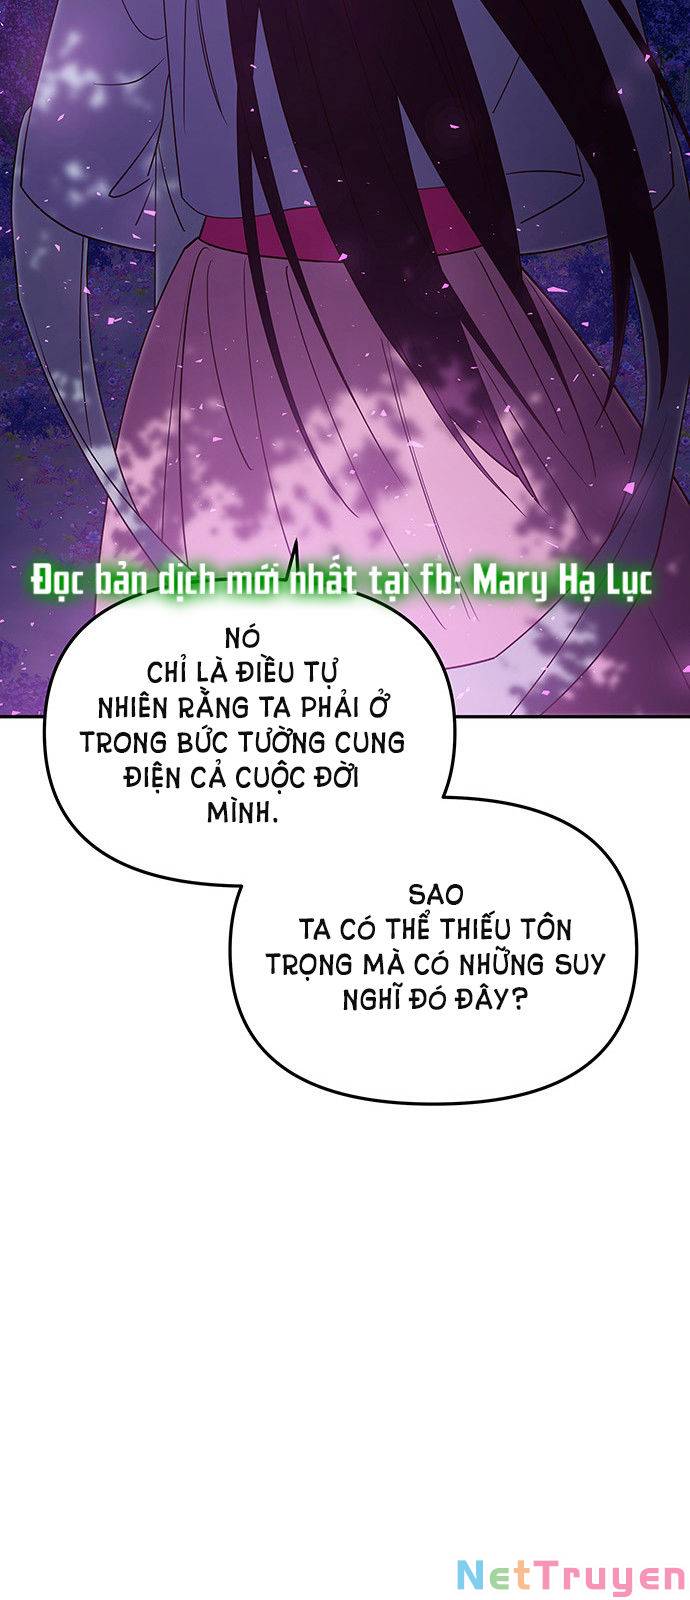 Đọc bản dịch mới nhất tại fb: Mary Hạ Lục
NÓ
CHỈ LÀ ĐIỀU TỰ
NHIÊN RẰNG TA PHẢI Ở
TRONG BỨC TƯỜNG CUNG
ĐIỆN CẢ CUỘC ĐỜI
MÌNH.
SAO
TA CÓ THỂ THIẾU TÔN
TRỌNG MÀ CÓ NHỮNG SUY
NGHĨ ĐÓ ĐÂY?
NetTruyen